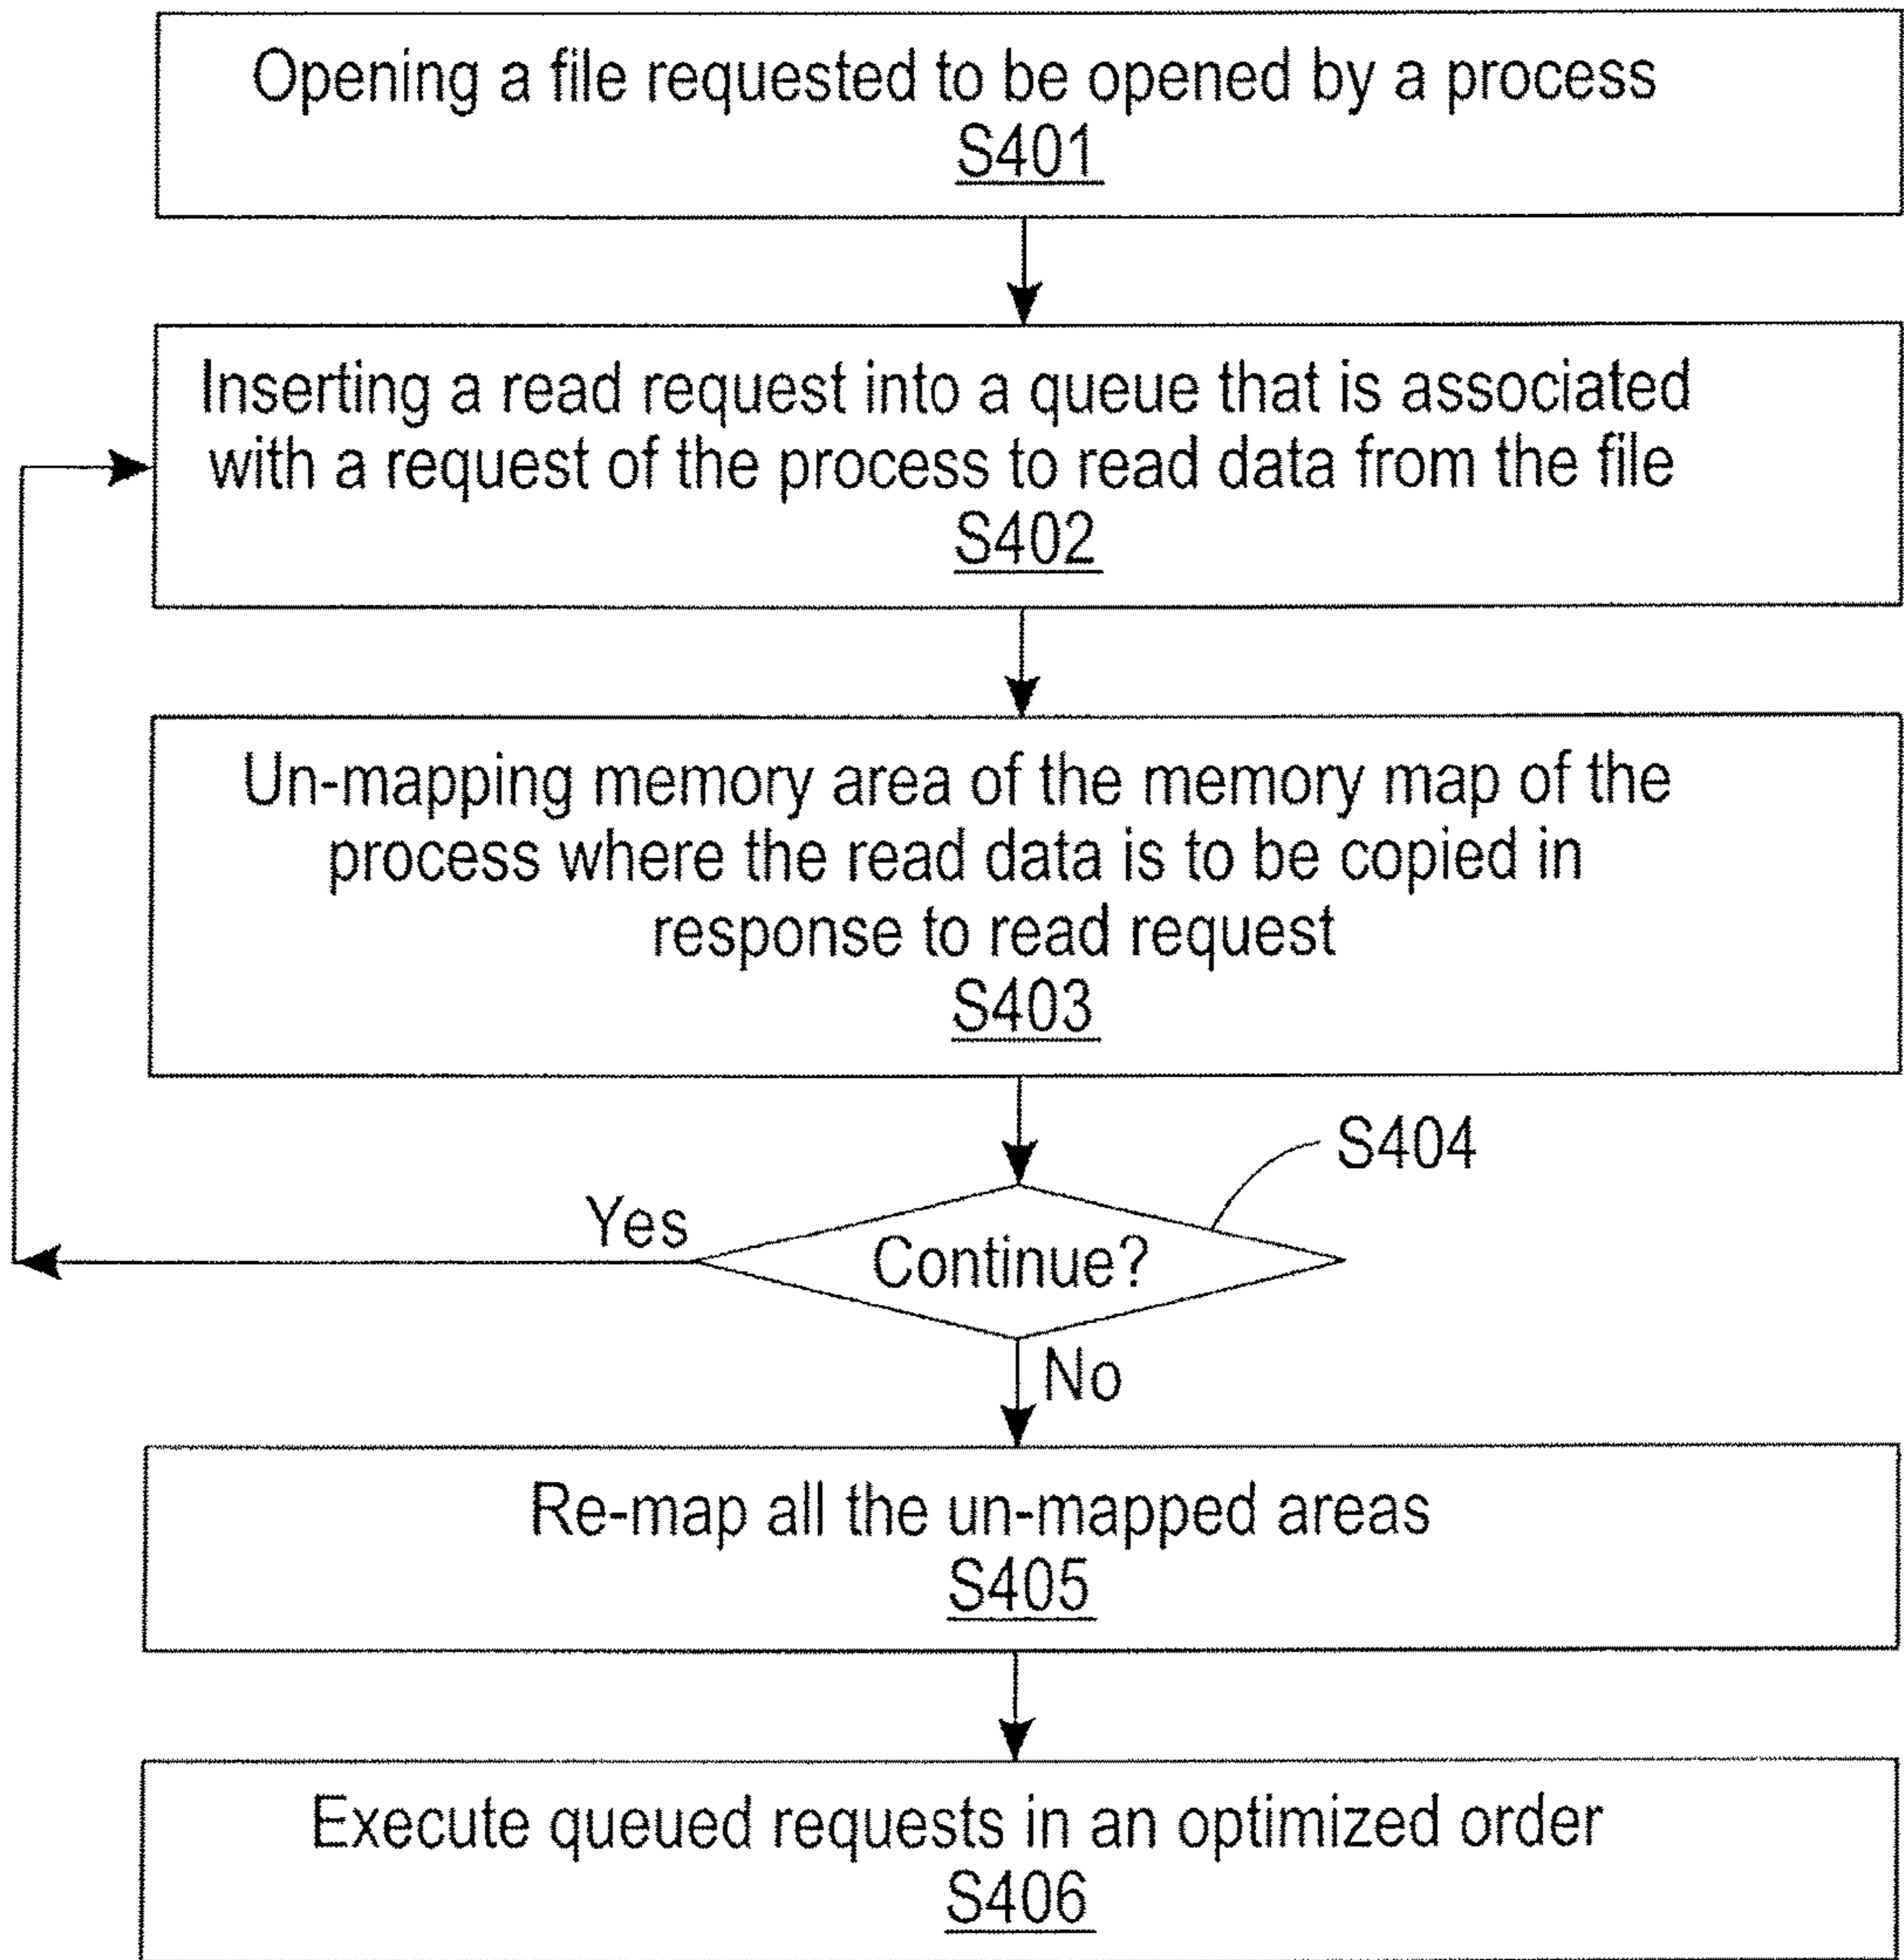 Opening a file requested to be opened by a process
S401
Inserting a read request into a queue that is associated
with a request of the process to read data from the file
S402
Un-mapping memory area of the memory map of the
process where the read data is to be copied in
response to read request
S403
S404
Yes
Continue?
No
Re-map all the un-mapped areas
S405
Execute queued requests in an optimized order
S406